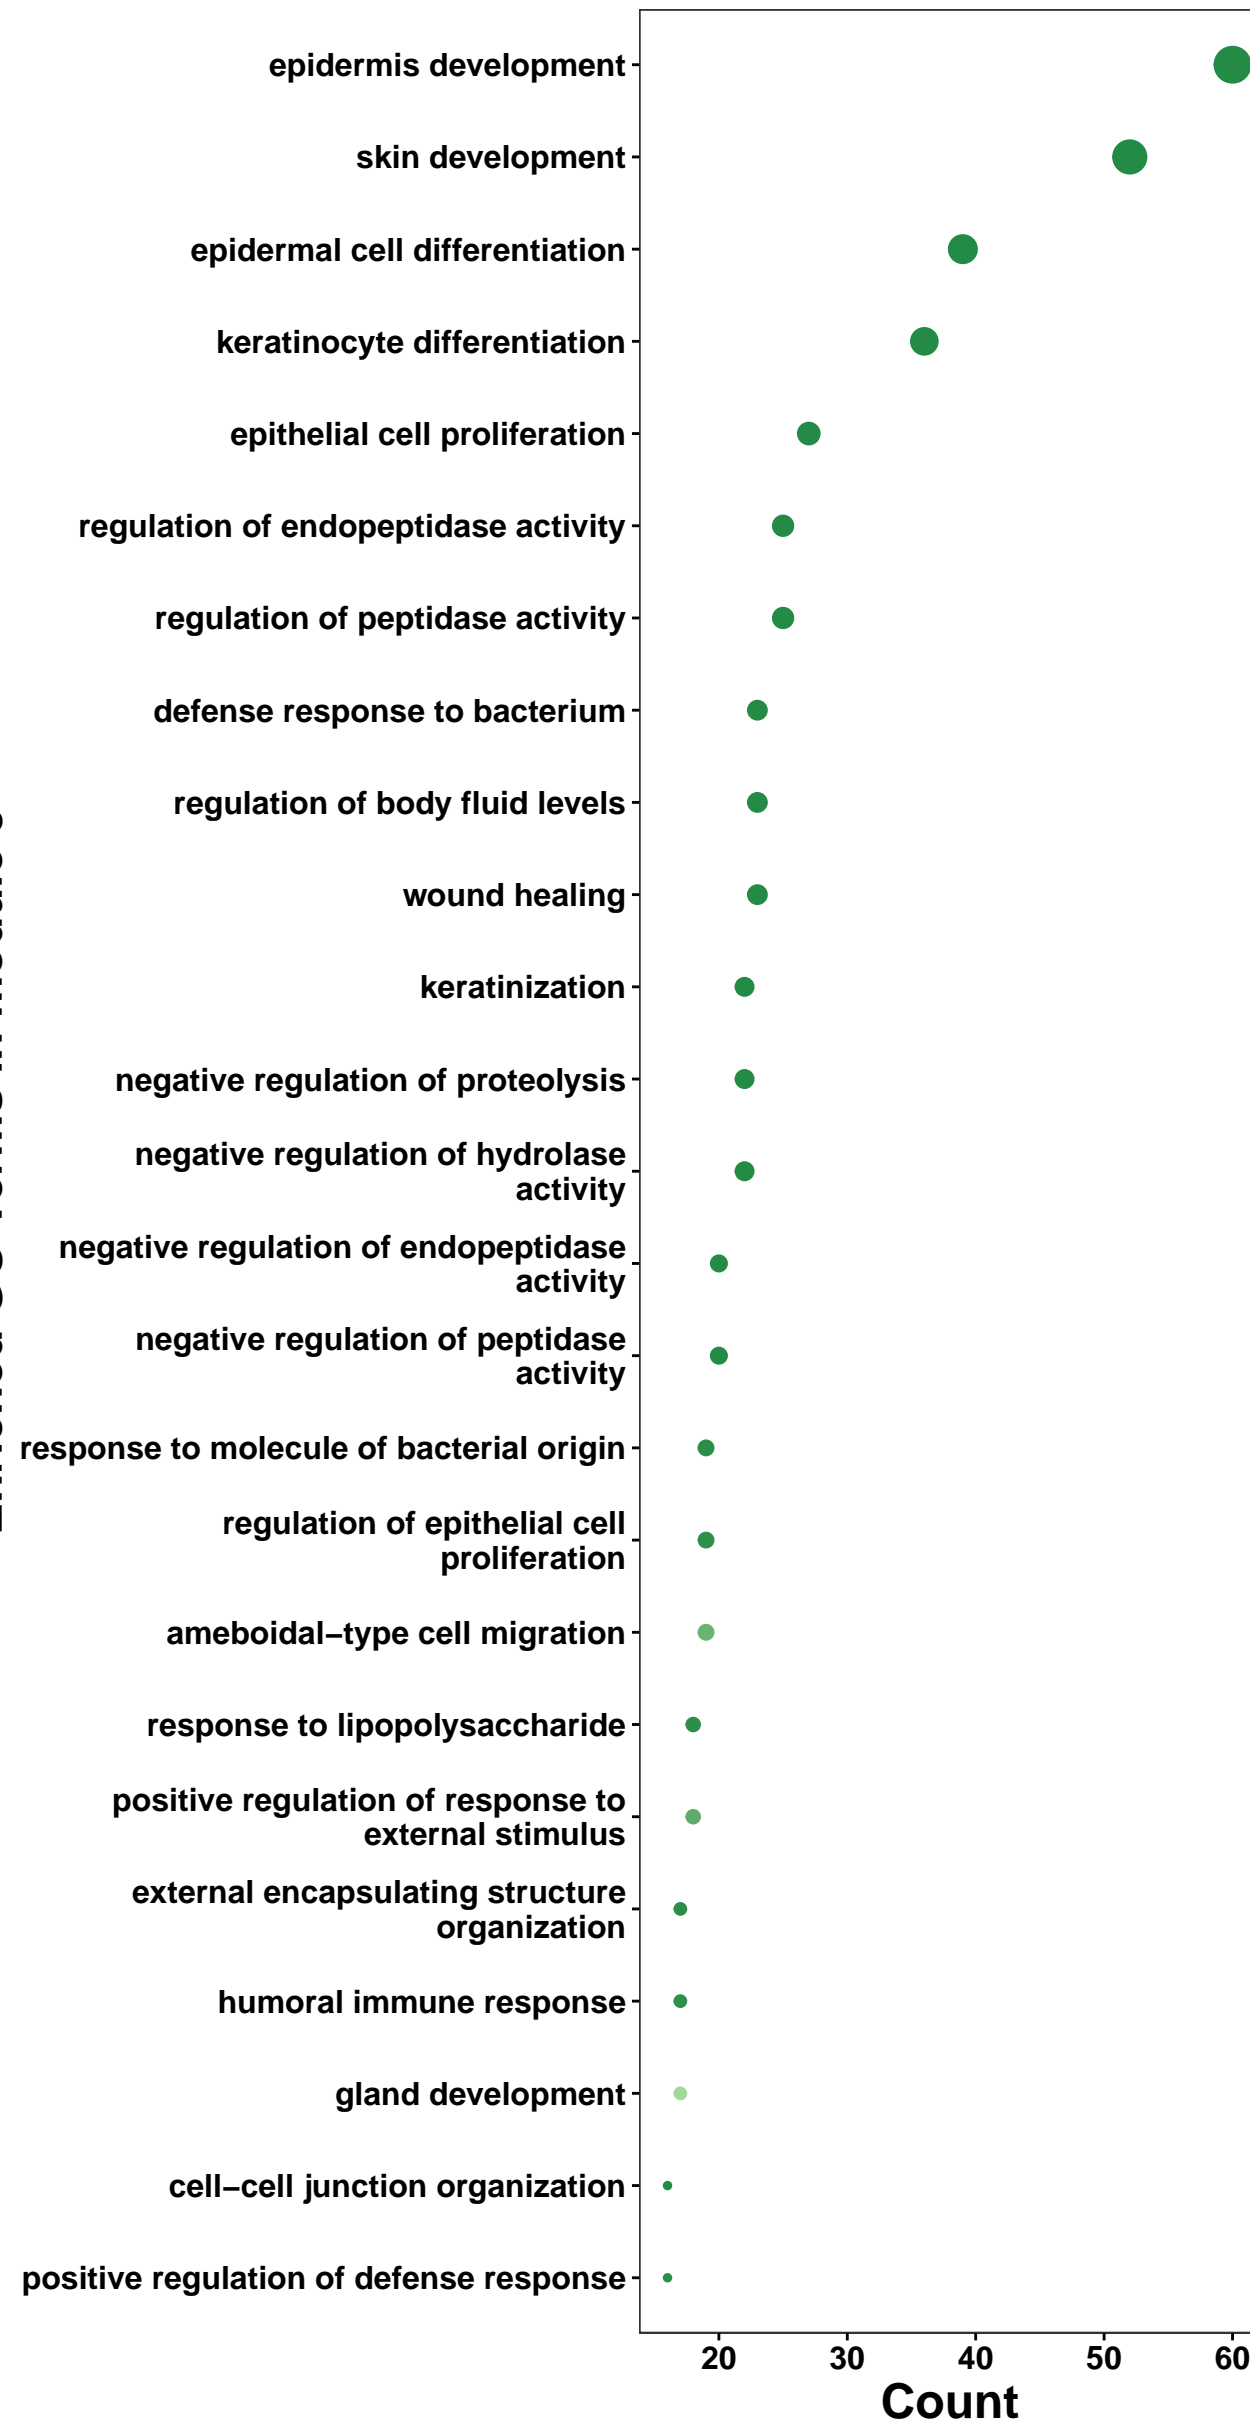 epidermis development
skin development
epidermal cell differentiation
keratinocyte differentiation
epithelial cell proliferation
regulation of endopeptidase activity
regulation of peptidase activity
defense response to bacterium
regulation of body fluid levels
wound healing
keratinization
negative regulation of proteolysis
negative regulation of hydrolase
activity
negative regulation of endopeptidase
activity
negative regulation of peptidase
activity
response to molecule of bacterial origin
regulation of epithelial cell
proliferation
ameboidal−type cell migration
response to lipopolysaccharide
positive regulation of response to
external stimulus
external encapsulating structure
organization
humoral immune response
gland development
cell−cell junction organization
positive regulation of defense response
20 30 40 50 60
Count